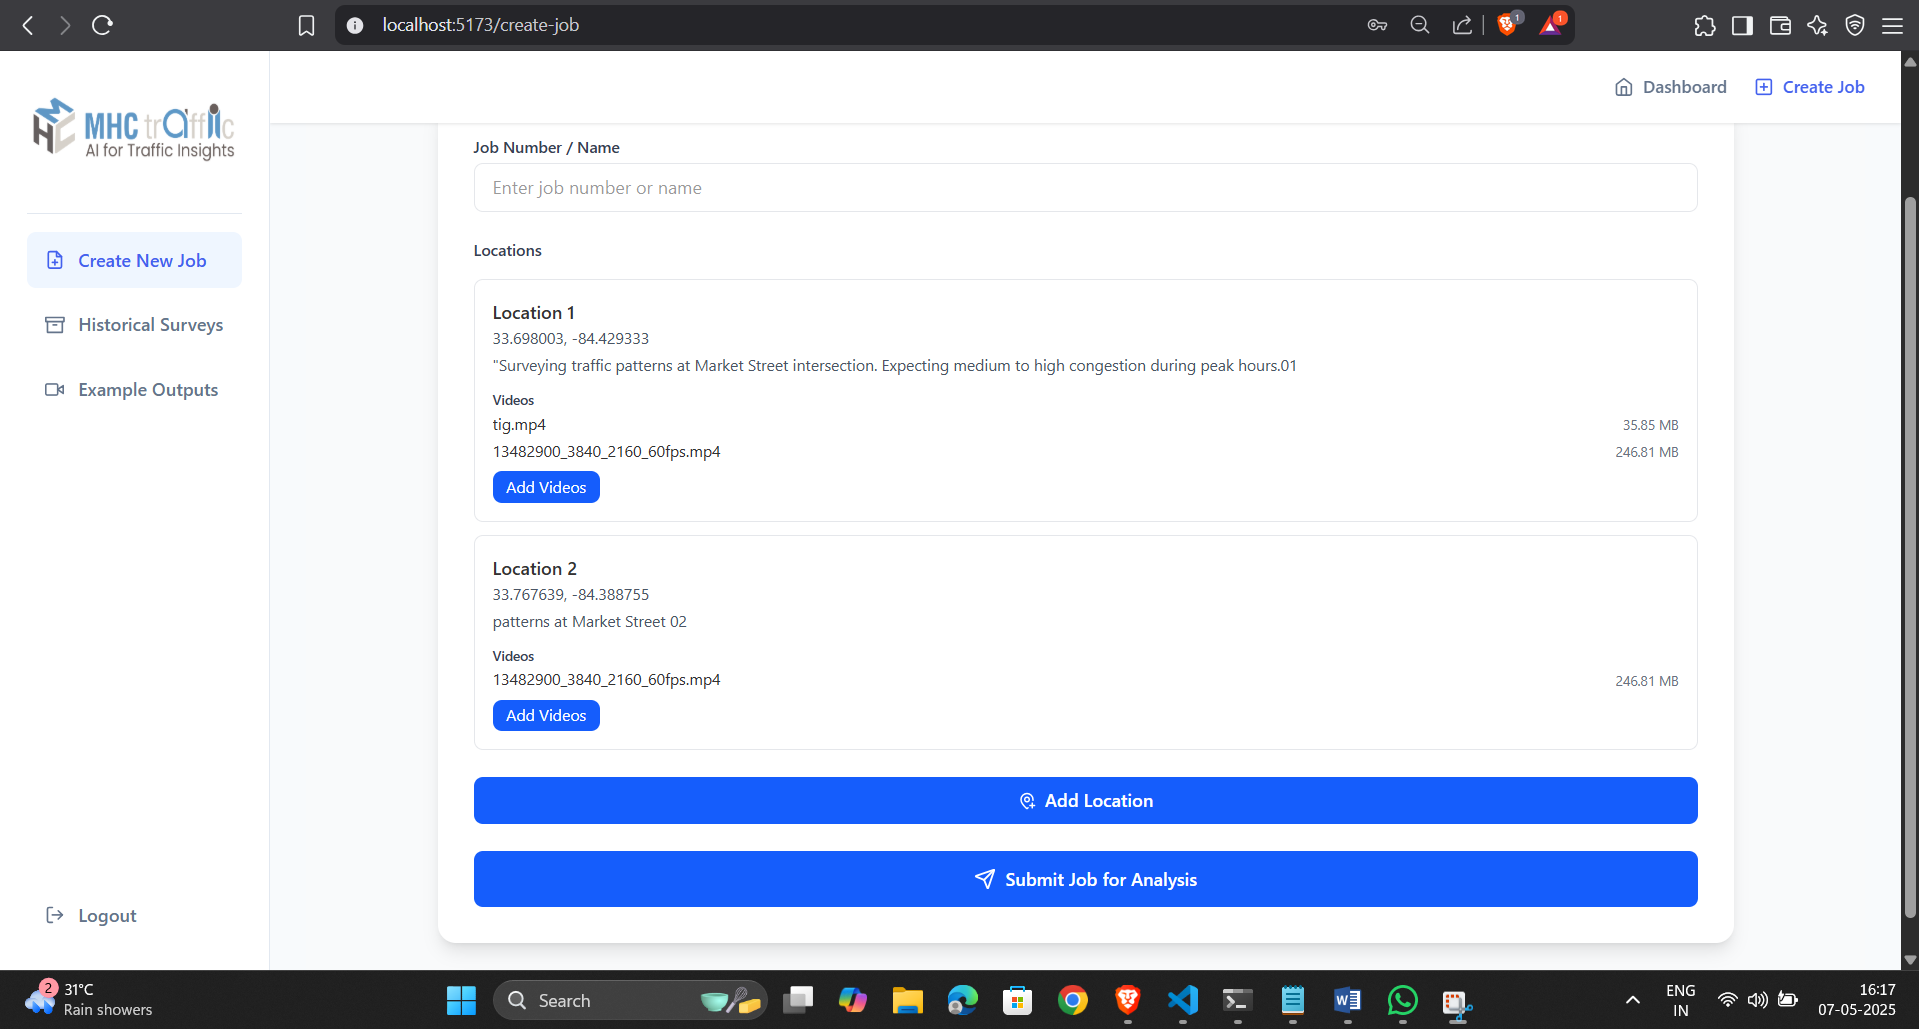 localhost:5173/create-job
1
1
MHC traffic
AI for Traffic Insights
Dashboard
Create Job
Create New Job
Historical Surveys
Example Outputs
Logout
Job Number / Name
Enter job number or name
Locations
Location 1
33.698003, -84.429333
"Surveying traffic patterns at Market Street intersection. Expecting medium to high congestion during peak hours.01
Videos
tig.mp4 35.85 MB
13482900_3840_2160_60fps.mp4 246.81 MB
Add Videos
Location 2
33.767639, -84.388755
patterns at Market Street 02
Videos
13482900_3840_2160_60fps.mp4 246.81 MB
Add Videos
Add Location
Submit Job for Analysis
2
31°C
Rain showers
Search
ENG
IN
16:17
07-05-2025